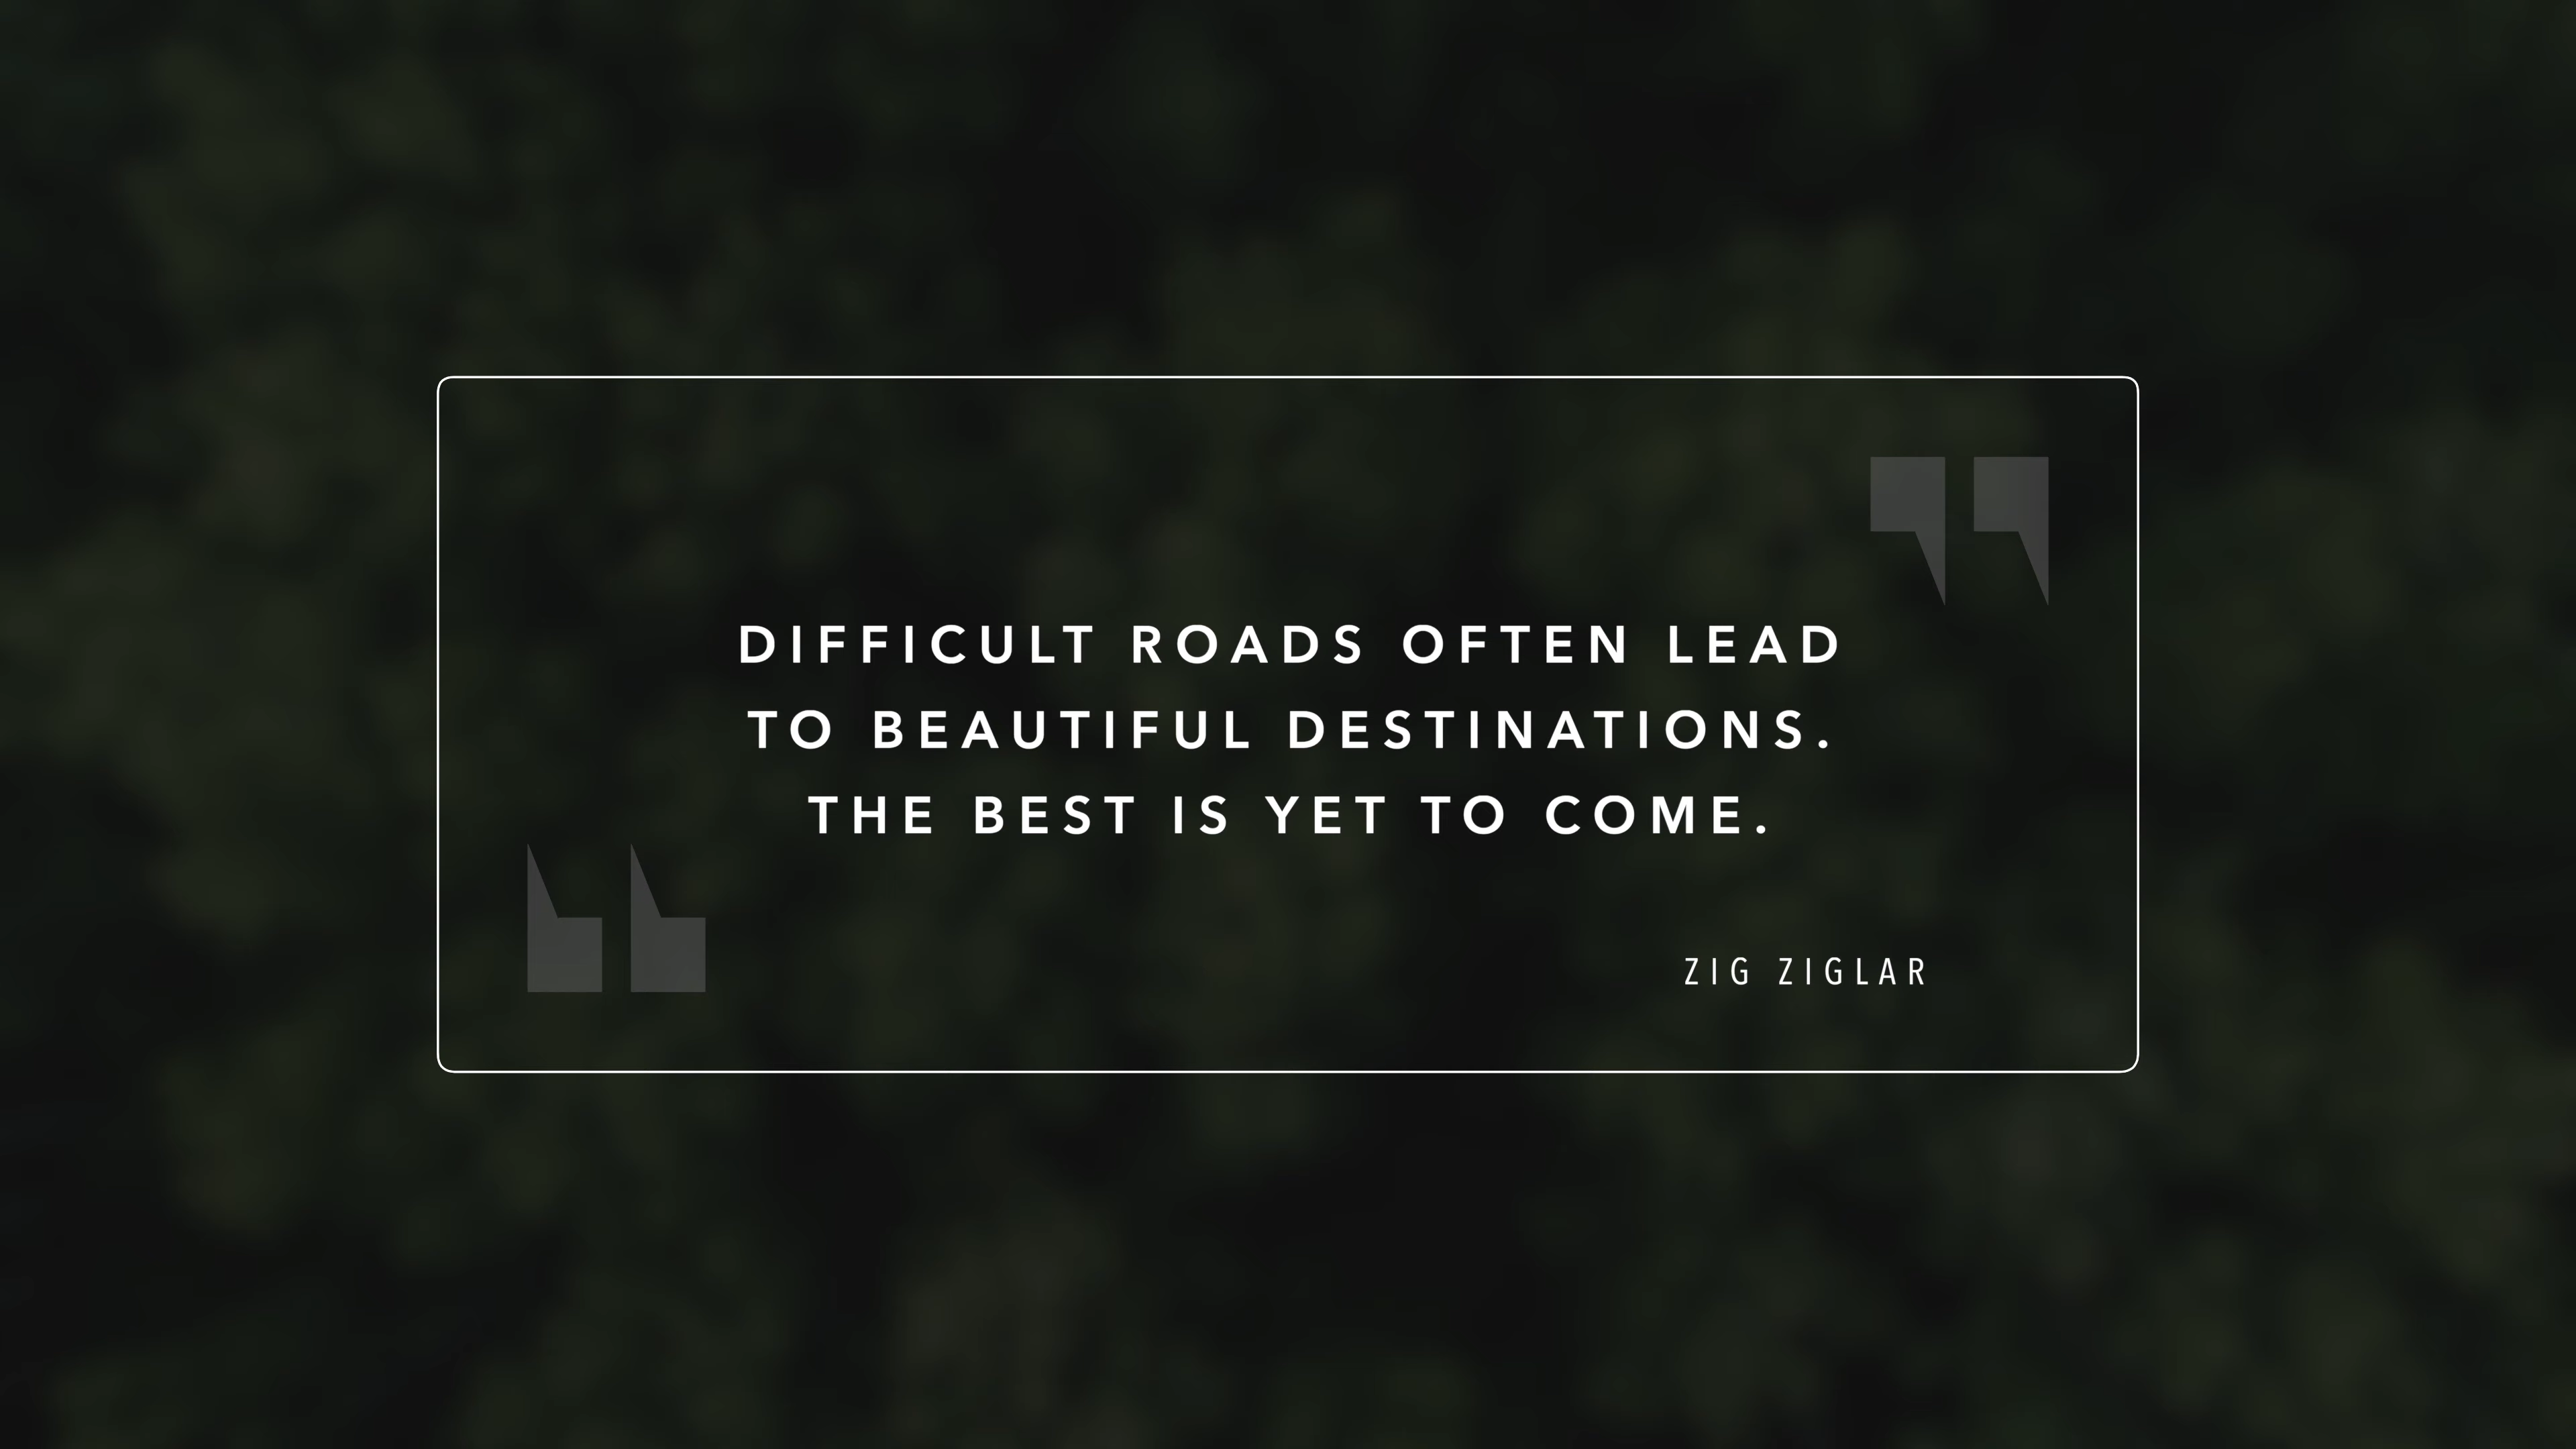 DIFFICULT ROADS OFTEN LEAD
TO BEAUTIFUL DESTINATIONS.
THE BEST IS YET TO COME.
ZIG ZIGLAR